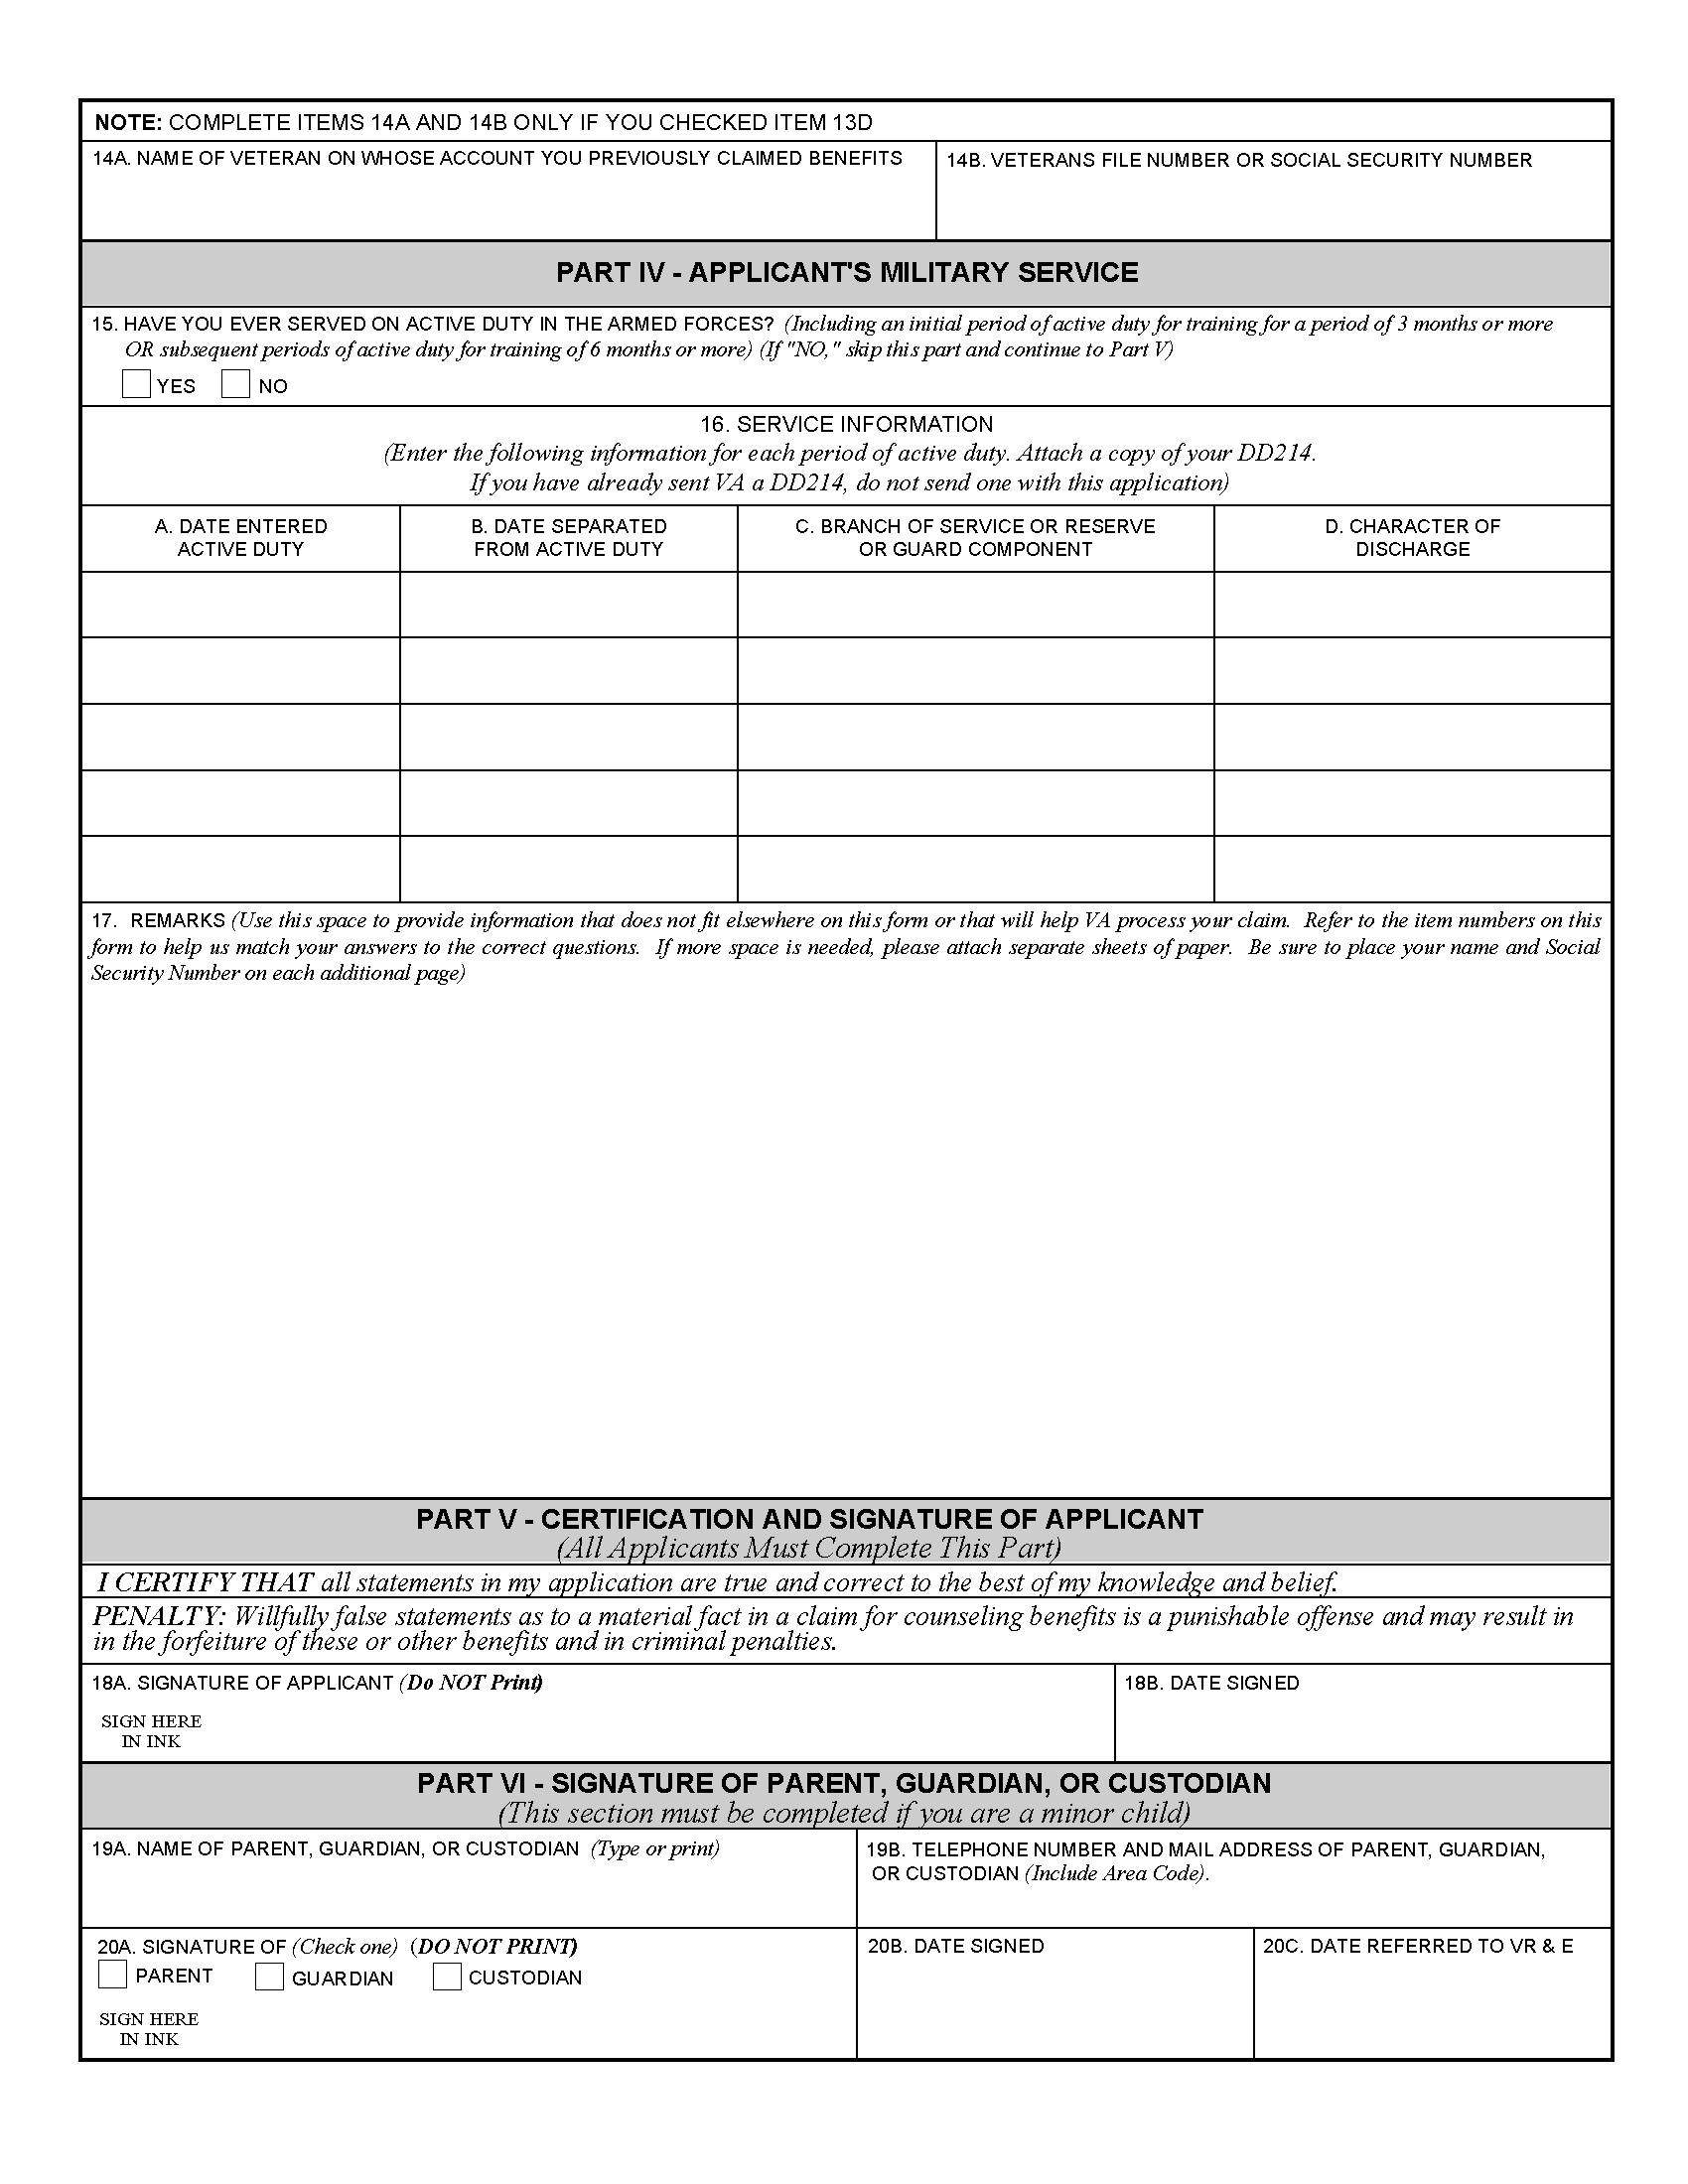 NOTE: COMPLETE ITEMS 14A AND 14B ONLY IF YOU CHECKED ITEM 13D
14A. NAME OF VETERAN ON WHOSE ACCOUNT YOU PREVIOUSLY CLAIMED BENEFITS
14B. VETERANS FILE NUMBER OR SOCIAL SECURITY NUMBER
PART IV - APPLICANT'S MILITARY SERVICE
15. HAVE YOU EVER SERVED ON ACTIVE DUTY IN THE ARMED FORCES? (Including an initial period of active duty for training for a period of 3 months or more
OR subsequent periods of active duty for training of 6 months or more) (If "NO," skip this part and continue to Part V)
YES NO
16. SERVICE INFORMATION
(Enter the following information for each period of active duty. Attach a copy of your DD214.
If you have already sent VA a DD214, do not send one with this application)
A. DATE ENTERED
ACTIVE DUTY
B. DATE SEPARATED
FROM ACTIVE DUTY
C. BRANCH OF SERVICE OR RESERVE
OR GUARD COMPONENT
D. CHARACTER OF
DISCHARGE
17. REMARKS (Use this space to provide information that does not fit elsewhere on this form or that will help VA process your claim. Refer to the item numbers on this
form to help us match your answers to the correct questions. If more space is needed, please attach separate sheets of paper. Be sure to place your name and Social
Security Number on each additional page)
PART V - CERTIFICATION AND SIGNATURE OF APPLICANT
(All Applicants Must Complete This Part)
I CERTIFY THAT all statements in my application are true and correct to the best of my knowledge and belief.
PENALTY: Willfully false statements as to a material fact in a claim for counseling benefits is a punishable offense and may result in
in the forfeiture of these or other benefits and in criminal penalties.
18A. SIGNATURE OF APPLICANT (Do NOT Print)
SIGN HERE
IN INK
18B. DATE SIGNED
PART VI - SIGNATURE OF PARENT, GUARDIAN, OR CUSTODIAN
(This section must be completed if you are a minor child)
19A. NAME OF PARENT, GUARDIAN, OR CUSTODIAN (Type or print)
19B. TELEPHONE NUMBER AND MAIL ADDRESS OF PARENT, GUARDIAN,
OR CUSTODIAN (Include Area Code).
20A. SIGNATURE OF (Check one) (DO NOT PRINT)
PARENT GUARDIAN CUSTODIAN
SIGN HERE
IN INK
20B. DATE SIGNED
20C. DATE REFERRED TO VR & E